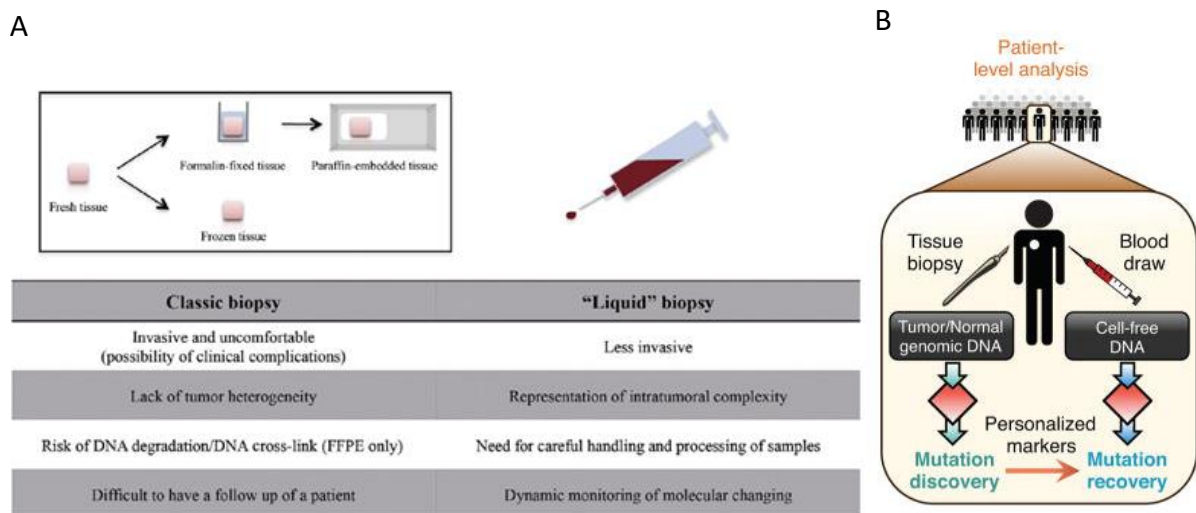 A
Fresh tissue
Formalin-fixed tissue
Paraffin-embedded tissue
Frozen tissue
Classic biopsy
“Liquid” biopsy
Invasive and uncomfortable
(possibility of clinical complications)
Less invasive
Lack of tumor heterogeneity
Representation of intratumoral complexity
Risk of DNA degradation/DNA cross-link (FFPE only)
Need for careful handling and processing of samples
Difficult to have a follow up of a patient
Dynamic monitoring of molecular changing
B
Patient-
level analysis
Tissue
biopsy
Blood
draw
Tumor/Normal
genomic DNA
Cell-free
DNA
Personalized
markers
Mutation
discovery
Mutation
recovery